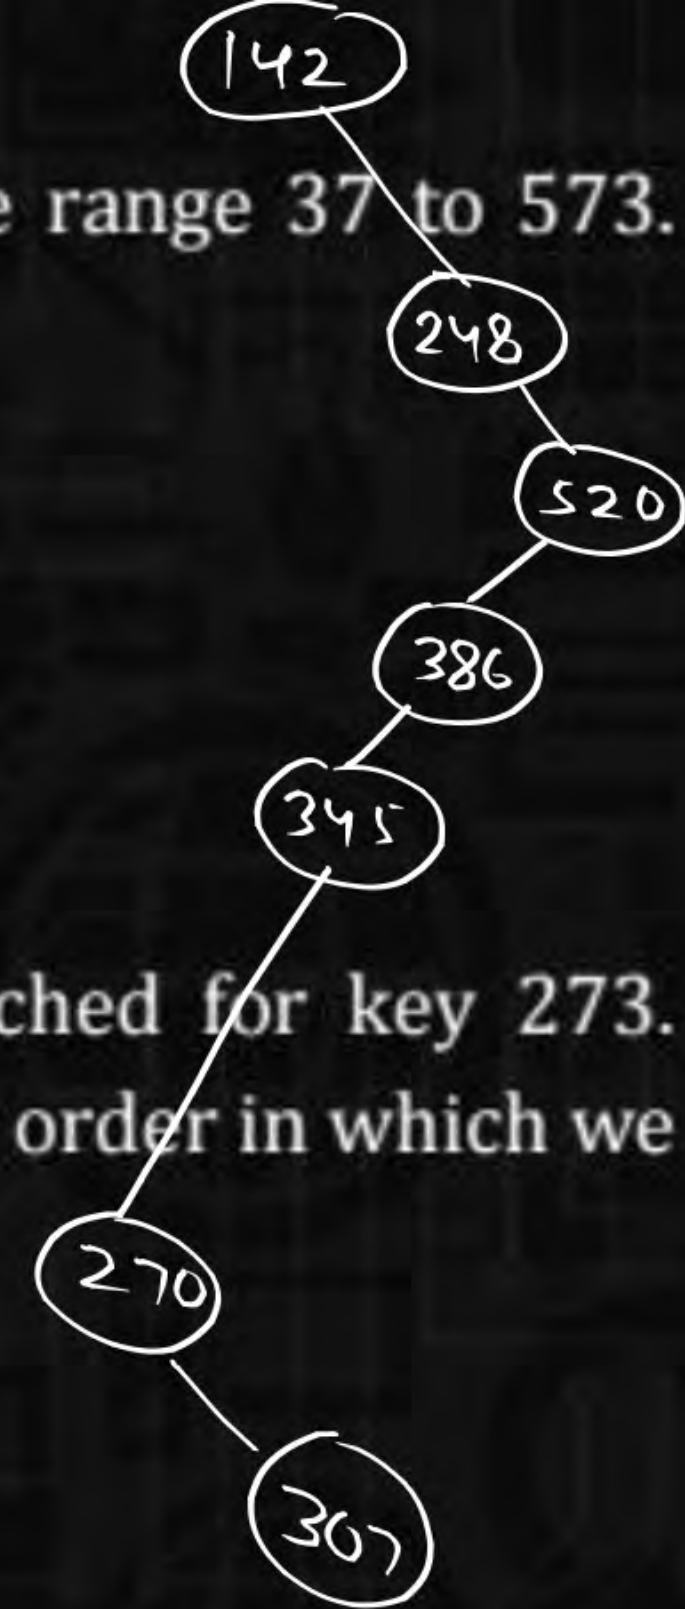 142
range 37 to 573.
248
520
386
345
ched for key 273.
order in which we
270
307